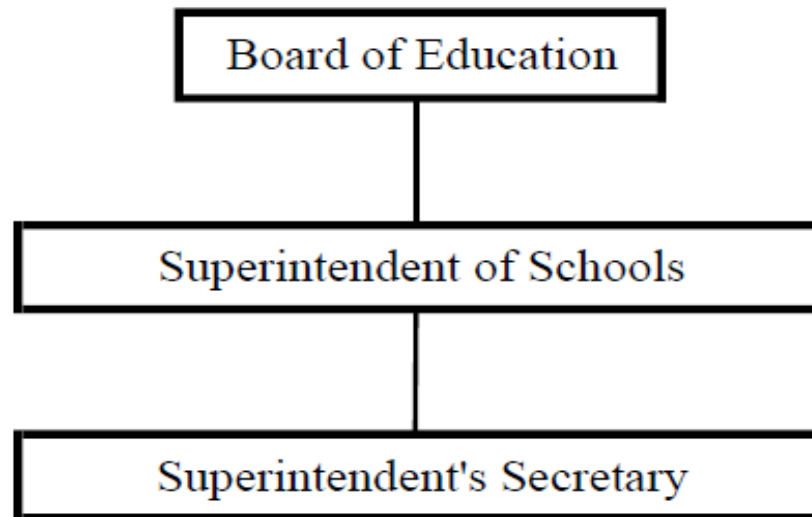 Board of Education
Superintendent of Schools
Superintendent's Secretary